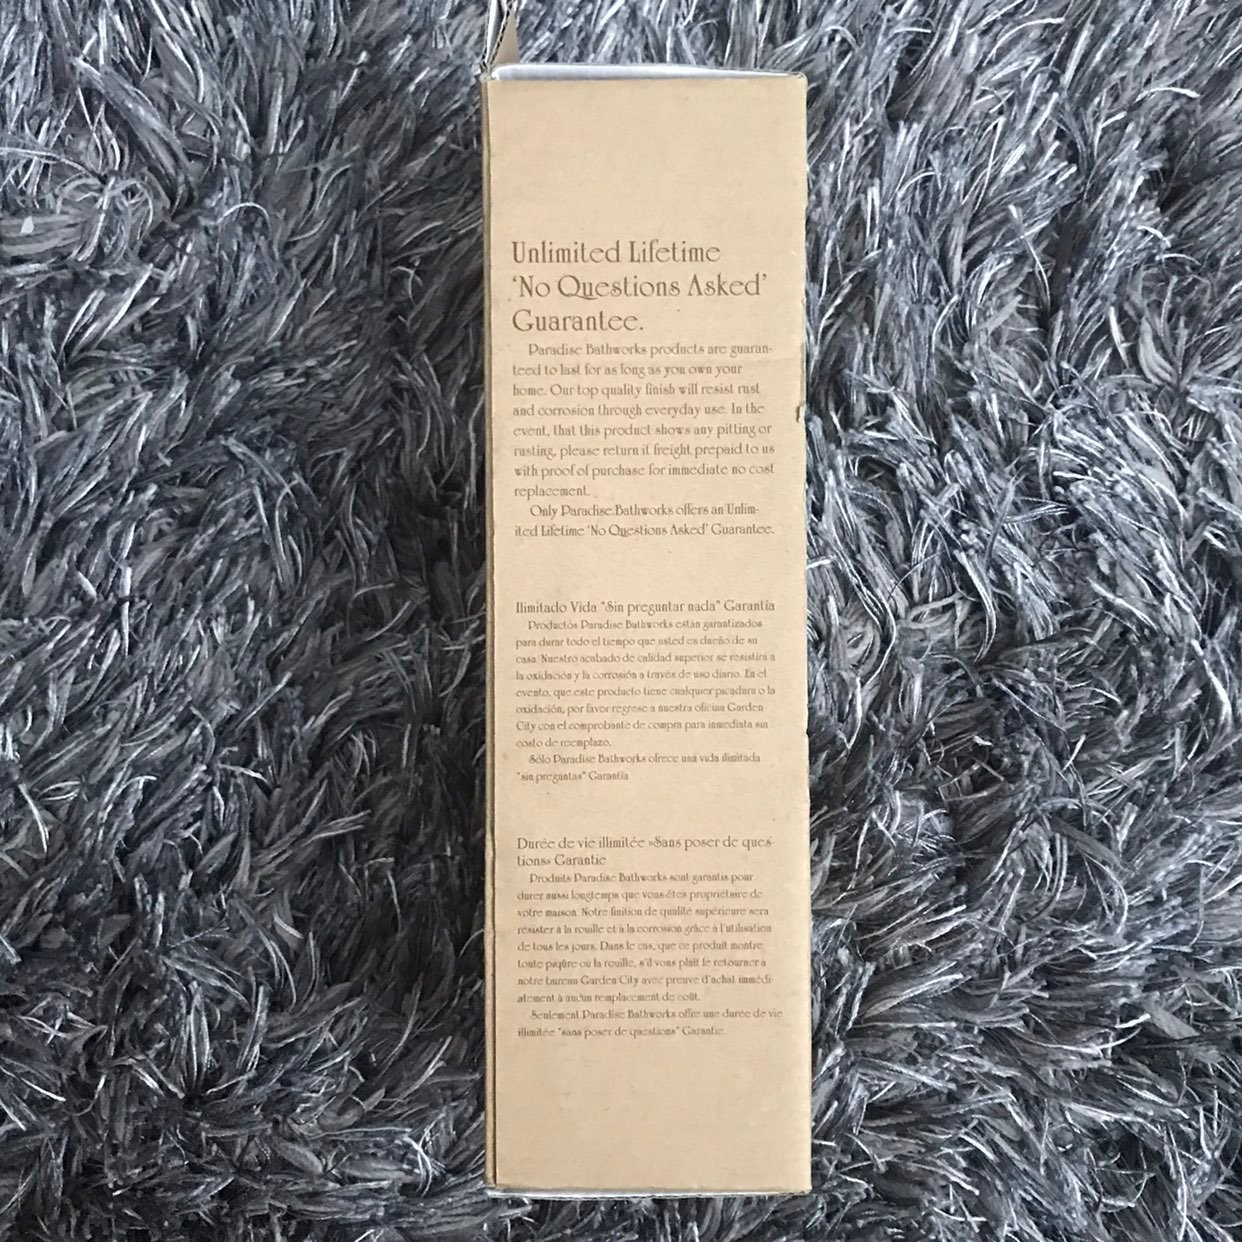 Unlimited Lifetime
'No Questions Asked'
Guarantee.
Paradise Bathworks products are guaran-
teed to last for as long as you own your
home. Our top quality finish will resist rust
and corrosion through everyday use. In the
event, that this product shows any pitting or
rusting, please return it freight prepaid to us
with proof of purchase for immediate no cost
replacement.
Only Paradise Bathworks offers an Unlim-
ited Lifetime 'No Questions Asked' Guarantee.
Ilimitado Vida "Sin preguntar nada" Garantía
Productos Paradise Bathworks están garantizados
para durar todo el tiempo que usted es dueño de su
casa. Nuestro acabado de calidad superior se resistirá a
la oxidación y la corrosión a través de uso diario. En el
evento, que este producto tiene cualquier picadura o la
oxidación, por favor regrese a nuestra oficina Garden
City con el comprobante de compra para inmediata sin
costo de reemplazo.
Sólo Paradise Bathworks ofrece una vida ilimitada
"sin preguntas" Garantía
Durée de vie illimitée »Sans poser de ques-
tions» Garantie
Produits Paradise Bathworks sont garantis pour
durer aussi longtemps que vous êtes propriétaire de
votre maison. Notre finition de qualité supérieure sera
résister à la rouille et à la corrosion grâce à l'utilisation
de tous les jours. Dans le cas, que ce produit montre
toute piqûre ou la rouille, s'il vous plaît le retourner à
notre bureau Garden City avec preuve d'achat immédi-
atement à aucun remplacement de coût.
Seulement Paradise Bathworks offre une durée de vie
illimitée "sans poser de questions" Garantie.